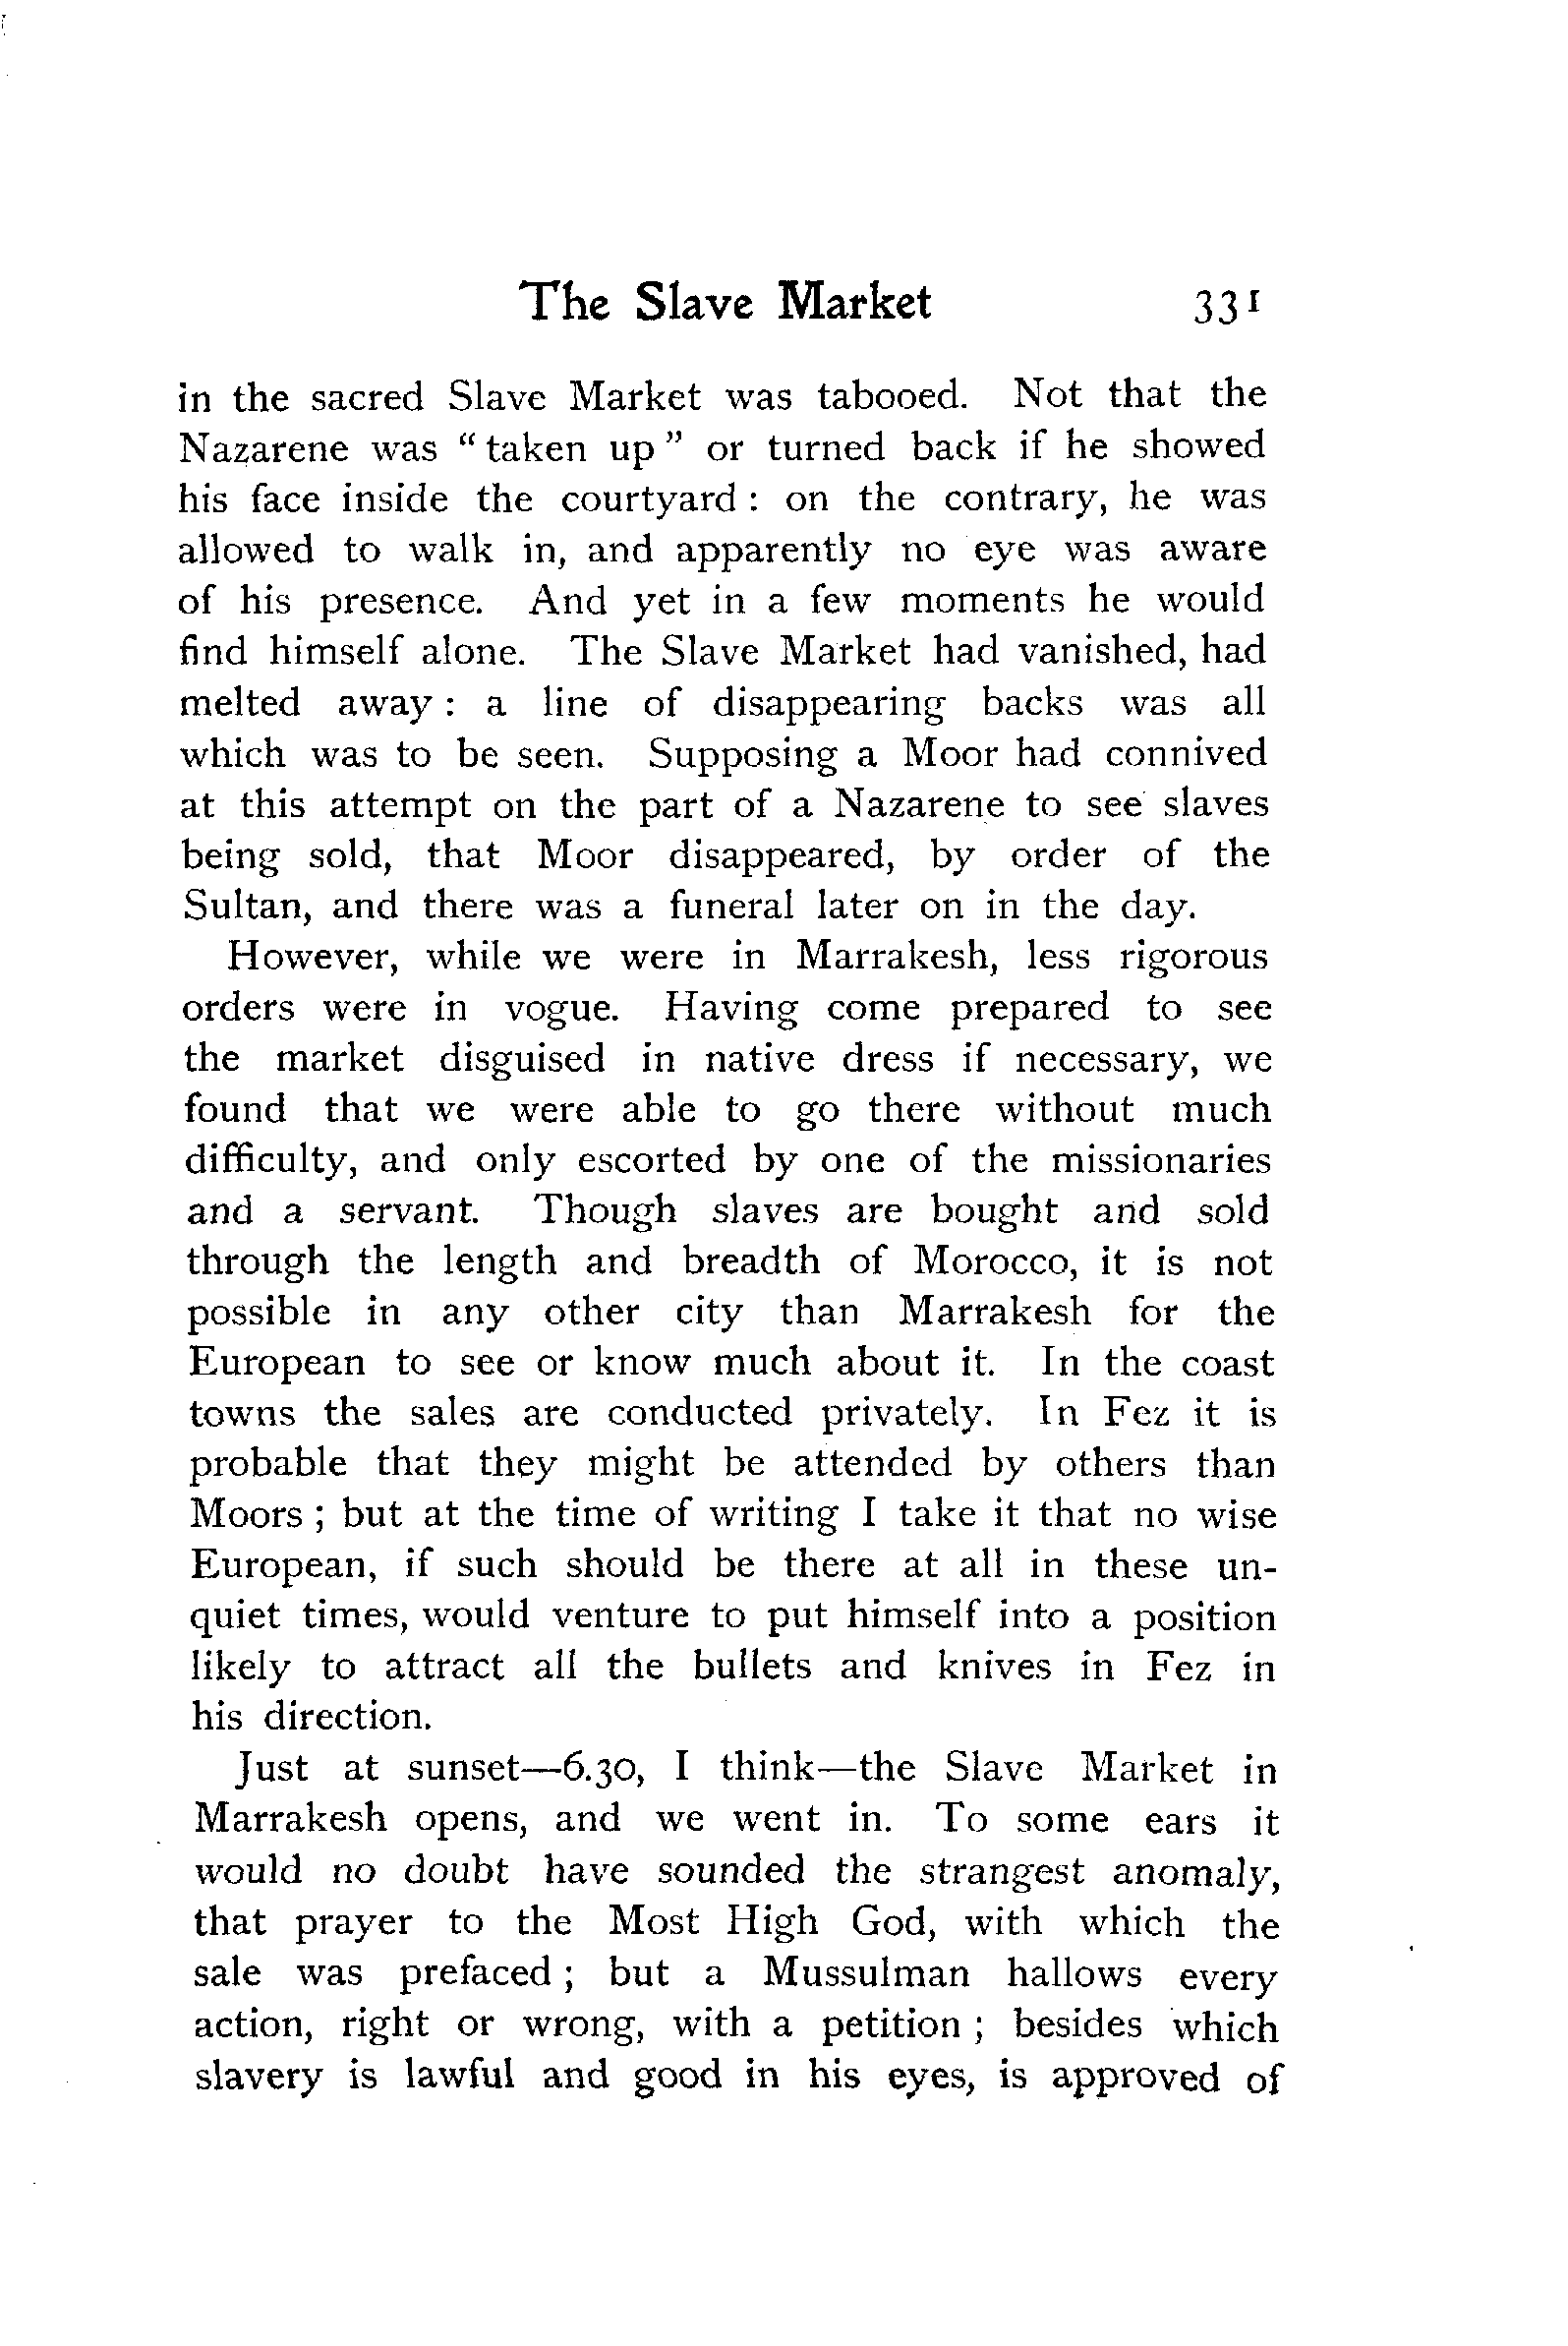 The Slave Market 331
in the sacred Slave Market was tabooed. Not that the
Nazarene was “taken up” or turned back if he showed
his face inside the courtyard : on the contrary, he was
allowed to walk in, and apparently no eye was aware
of his presence. And yet in a few moments he would
find himself alone. The Slave Market had vanished, had
melted away : a line of disappearing backs was all
which was to be seen. Supposing a Moor had connived
at this attempt on the part of a Nazarene to see slaves
being sold, that Moor disappeared, by order of the
Sultan, and there was a funeral later on in the day.
However, while we were in Marrakesh, less rigorous
orders were in vogue. Having come prepared to see
the market disguised in native dress if necessary, we
found that we were able to go there without much
difficulty, and only escorted by one of the missionaries
and a servant. Though slaves are bought and sold
through the length and breadth of Morocco, it is not
possible in any other city than Marrakesh for the
European to see or know much about it. In the coast
towns the sales are conducted privately. In Fez it is
probable that they might be attended by others than
Moors ; but at the time of writing I take it that no wise
European, if such should be there at all in these un-
quiet times, would venture to put himself into a position
likely to attract all the bullets and knives in Fez in
his direction.
Just at sunset—6.30, I think—the Slave Market in
Marrakesh opens, and we went in. To some ears it
would no doubt have sounded the strangest anomaly,
that prayer to the Most High God, with which the
sale was prefaced ; but a Mussulman hallows every
action, right or wrong, with a petition ; besides which
slavery is lawful and good in his eyes, is approved of